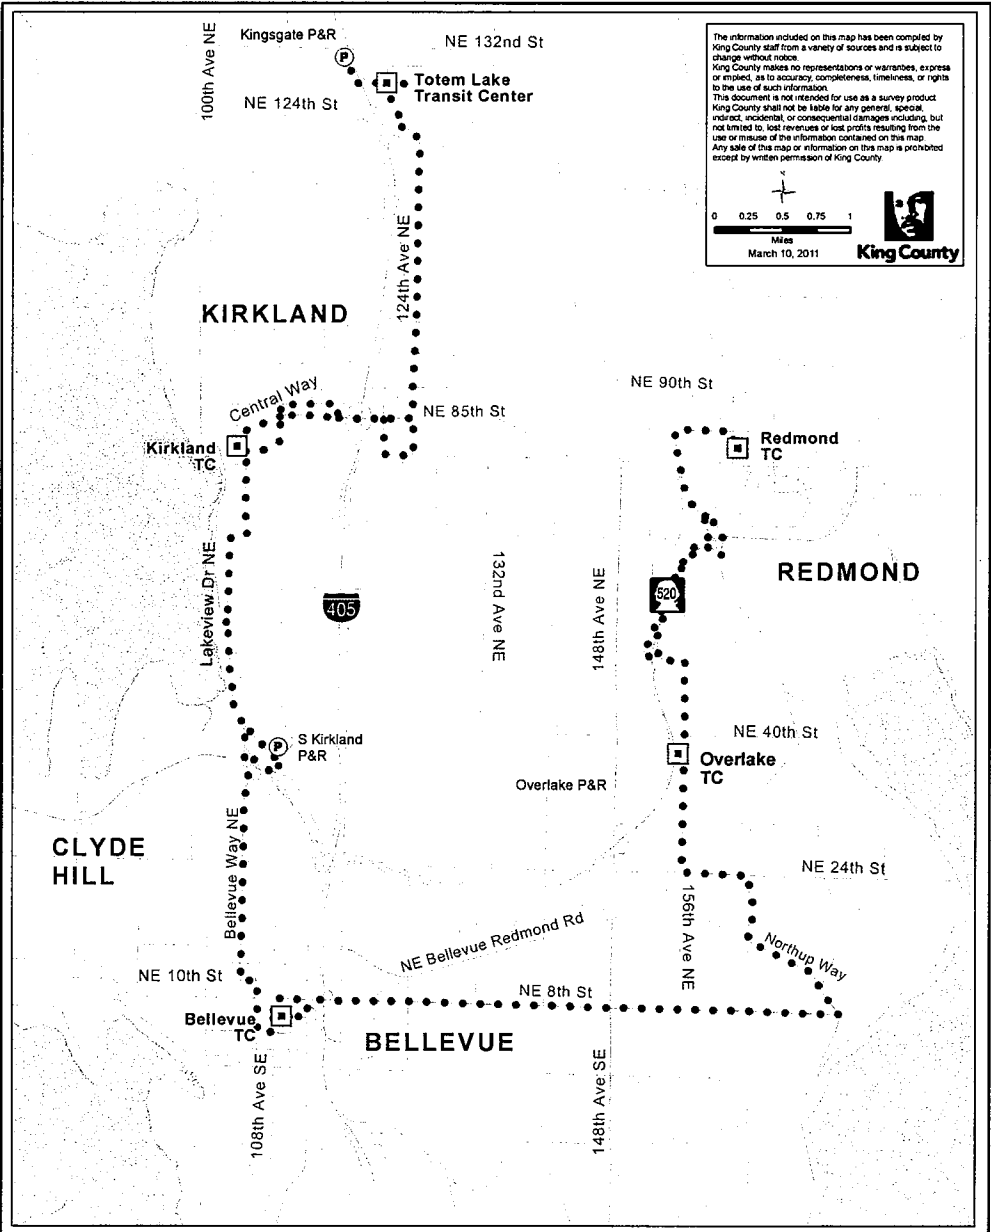 100th Ave NE
Kingsgate P&R
P
NE 132nd St
Totem Lake
Transit Center
NE 124th St
The information included on this map has been compiled by
King County staff from a variety of sources and is subject to
change without notice.
King County makes no representations or warranties, express
or implied, as to accuracy, completeness, timeliness, or rights
to the use of such information.
This document is not intended for use as a survey product
King County shall not be liable for any general, special,
indirect, incidental, or consequential damages including, but
not limited to, lost revenues or lost profits resulting from the
use or misuse of the information contained on this map.
Any sale of this map or information on this map is prohibited
except by written permission of King County
N
0 0.25 0.5 0.75 1
Miles
March 10, 2011
King County
124th Ave NE
KIRKLAND
Central Way
NE 85th St
NE 90th St
Kirkland
TC
Redmond
TC
Lakeview Dr NE
405
132nd Ave NE
148th Ave NE
520
REDMOND
P
S Kirkland
P&R
NE 40th St
Overlake
TC
Overlake P&R
CLYDE
HILL
Bellevue Way NE
NE 24th St
156th Ave NE
Northup Way
NE Bellevue Redmond Rd
NE 10th St
NE 8th St
Bellevue
TC
BELLEVUE
108th Ave SE
148th Ave SE